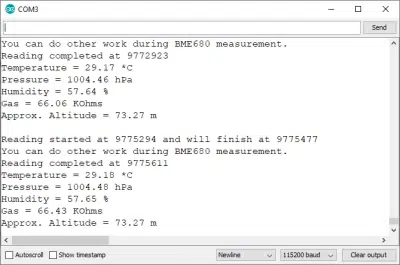 COM3
Send
You can do other work during BME680 measurement.
Reading completed at 9772923
Temperature = 29.17 *C
Pressure = 1004.46 hPa
Humidity = 57.64 %
Gas = 66.06 KOhms
Approx. Altitude = 73.27 m
Reading started at 9775294 and will finish at 9775477
You can do other work during BME680 measurement.
Reading completed at 9775611
Temperature = 29.18 *C
Pressure = 1004.48 hPa
Humidity = 57.65 %
Gas = 66.43 KOhms
Approx. Altitude = 73.27 m
Autoscroll Show timestamp Newline 115200 baud Clear output